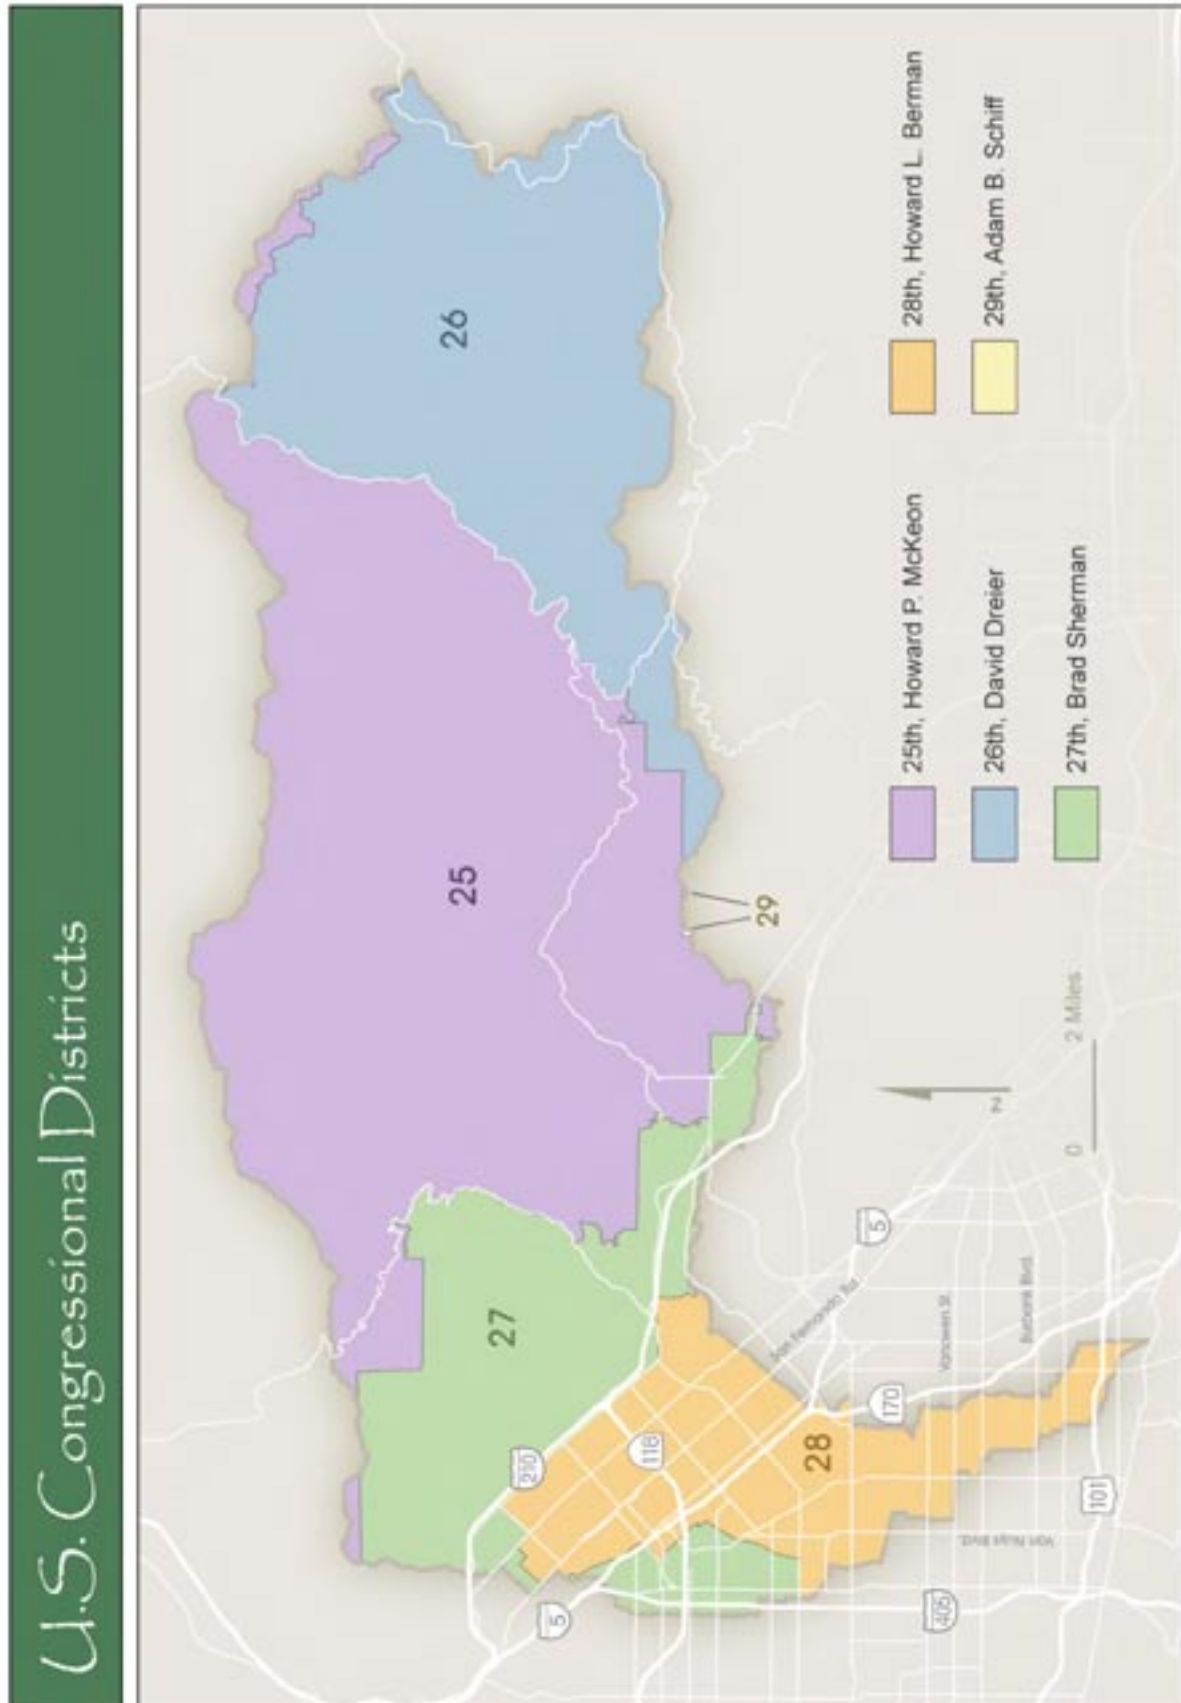 U.S. Congressional Districts
25
26
27
28
29
210
118
5
5
170
405
101
San Fernando Rd.
Vanowen St.
Burbank Blvd.
Van Nuys Blvd.
N
0 2 Miles
25th, Howard P. McKeon
26th, David Dreier
27th, Brad Sherman
28th, Howard L. Berman
29th, Adam B. Schiff